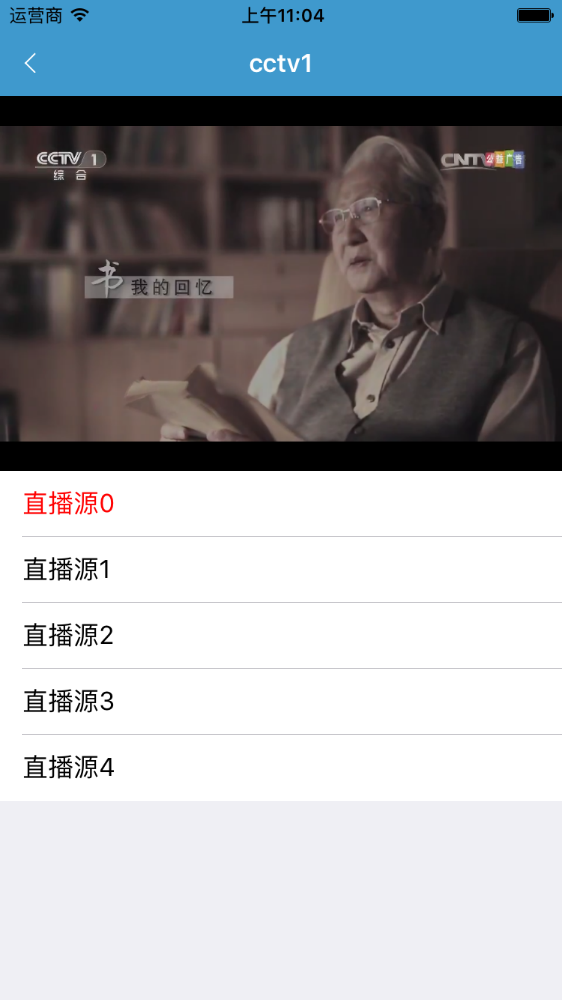 运营商 上午11:04
cctv1
CCTV 1
综合
CNTV 公益广告
书 我的回忆
直播源0
直播源1
直播源2
直播源3
直播源4